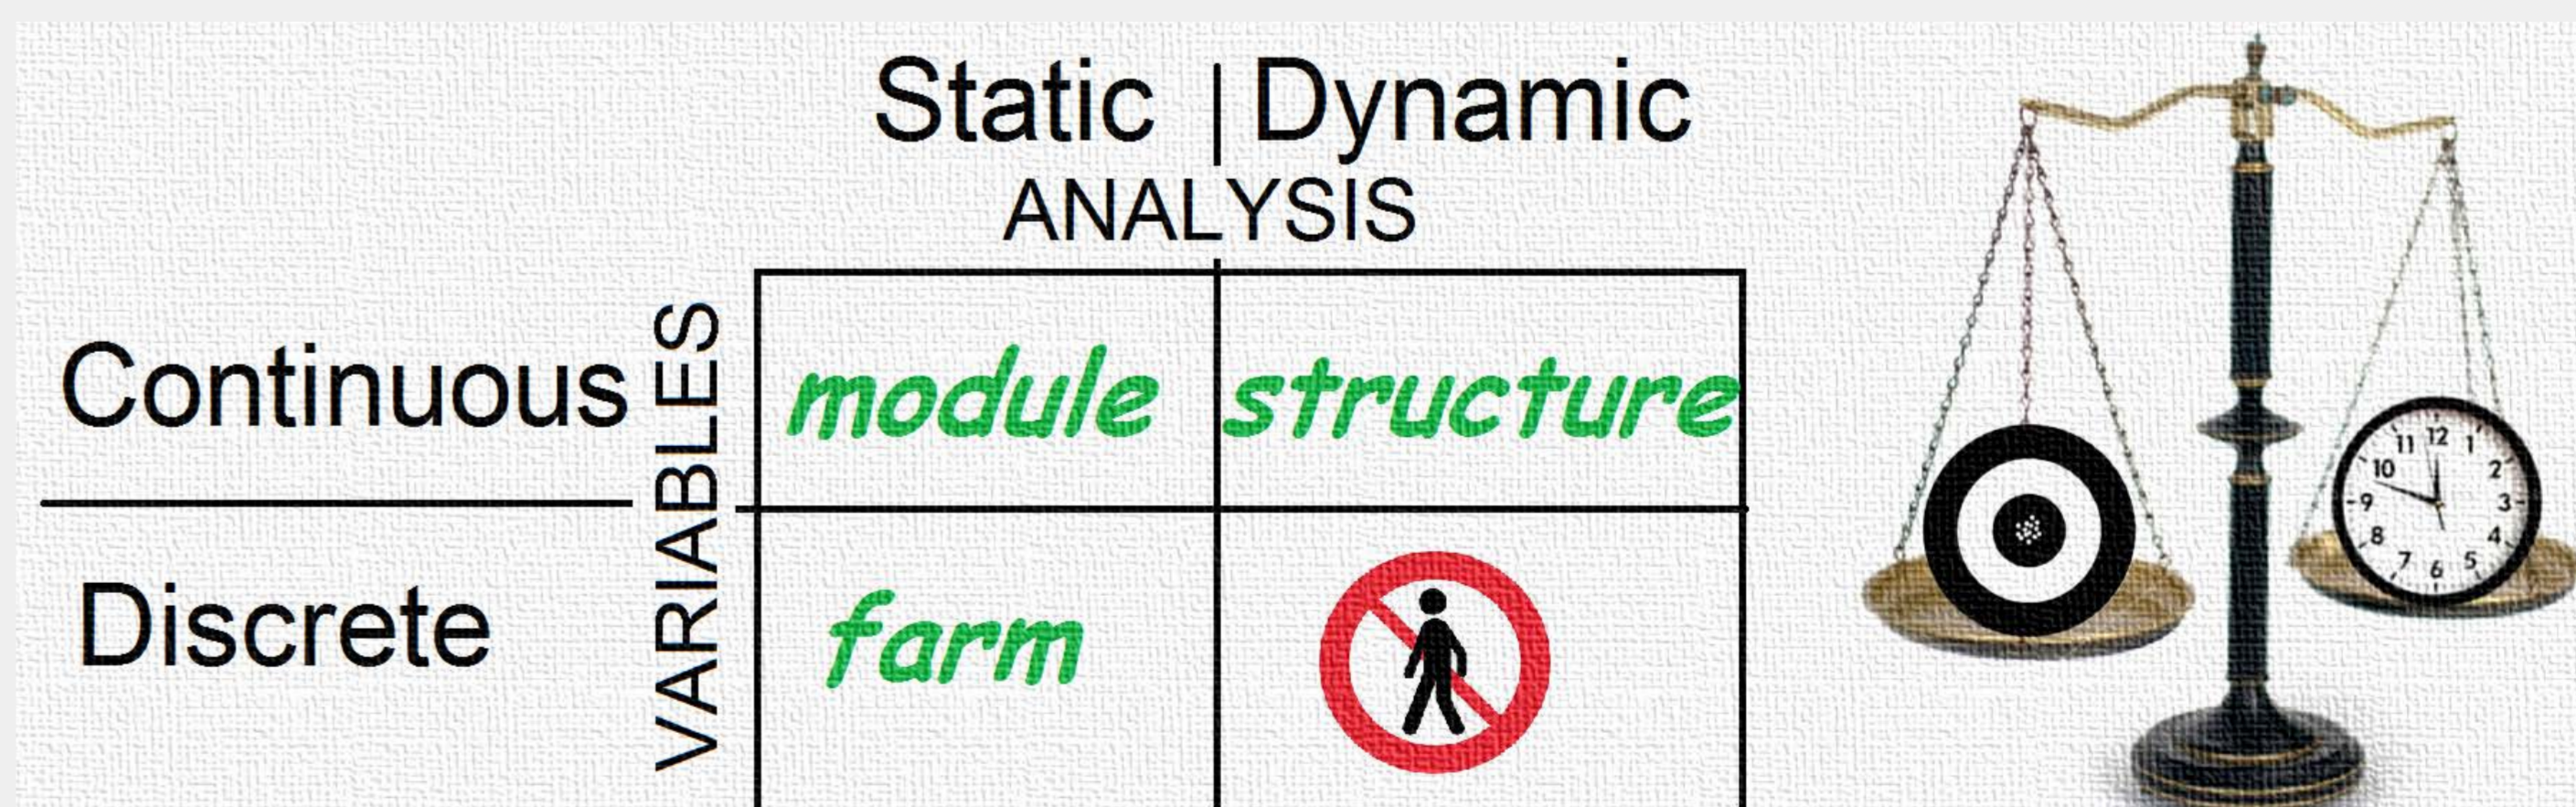 Static | Dynamic
ANALYSIS
VARIABLES
Continuous
module
structure
Discrete
farm
11 12 1
10 2
9 3
8 4
7 6 5